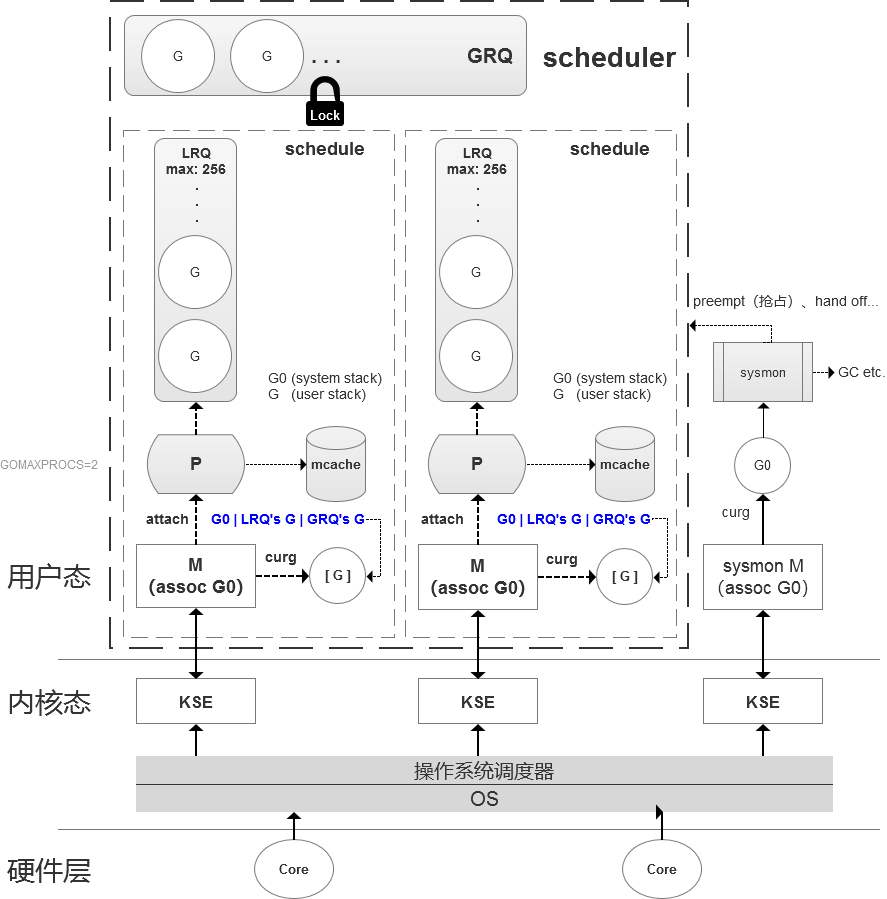 G
G
...
GRQ
scheduler
Lock
LRQ
max: 256
schedule
G
G
G0 (system stack)
G (user stack)
P
mcache
attach
G0 | LRQ's G | GRQ's G
M
（assoc G0）
curg
[ G ]
LRQ
max: 256
schedule
G
G
G0 (system stack)
G (user stack)
P
mcache
attach
G0 | LRQ's G | GRQ's G
M
（assoc G0）
curg
[ G ]
preempt（抢占）、hand off...
sysmon
GC etc.
G0
curg
sysmon M
（assoc G0）
GOMAXPROCS=2
用户态
内核态
KSE
KSE
KSE
操作系统调度器
OS
硬件层
Core
Core